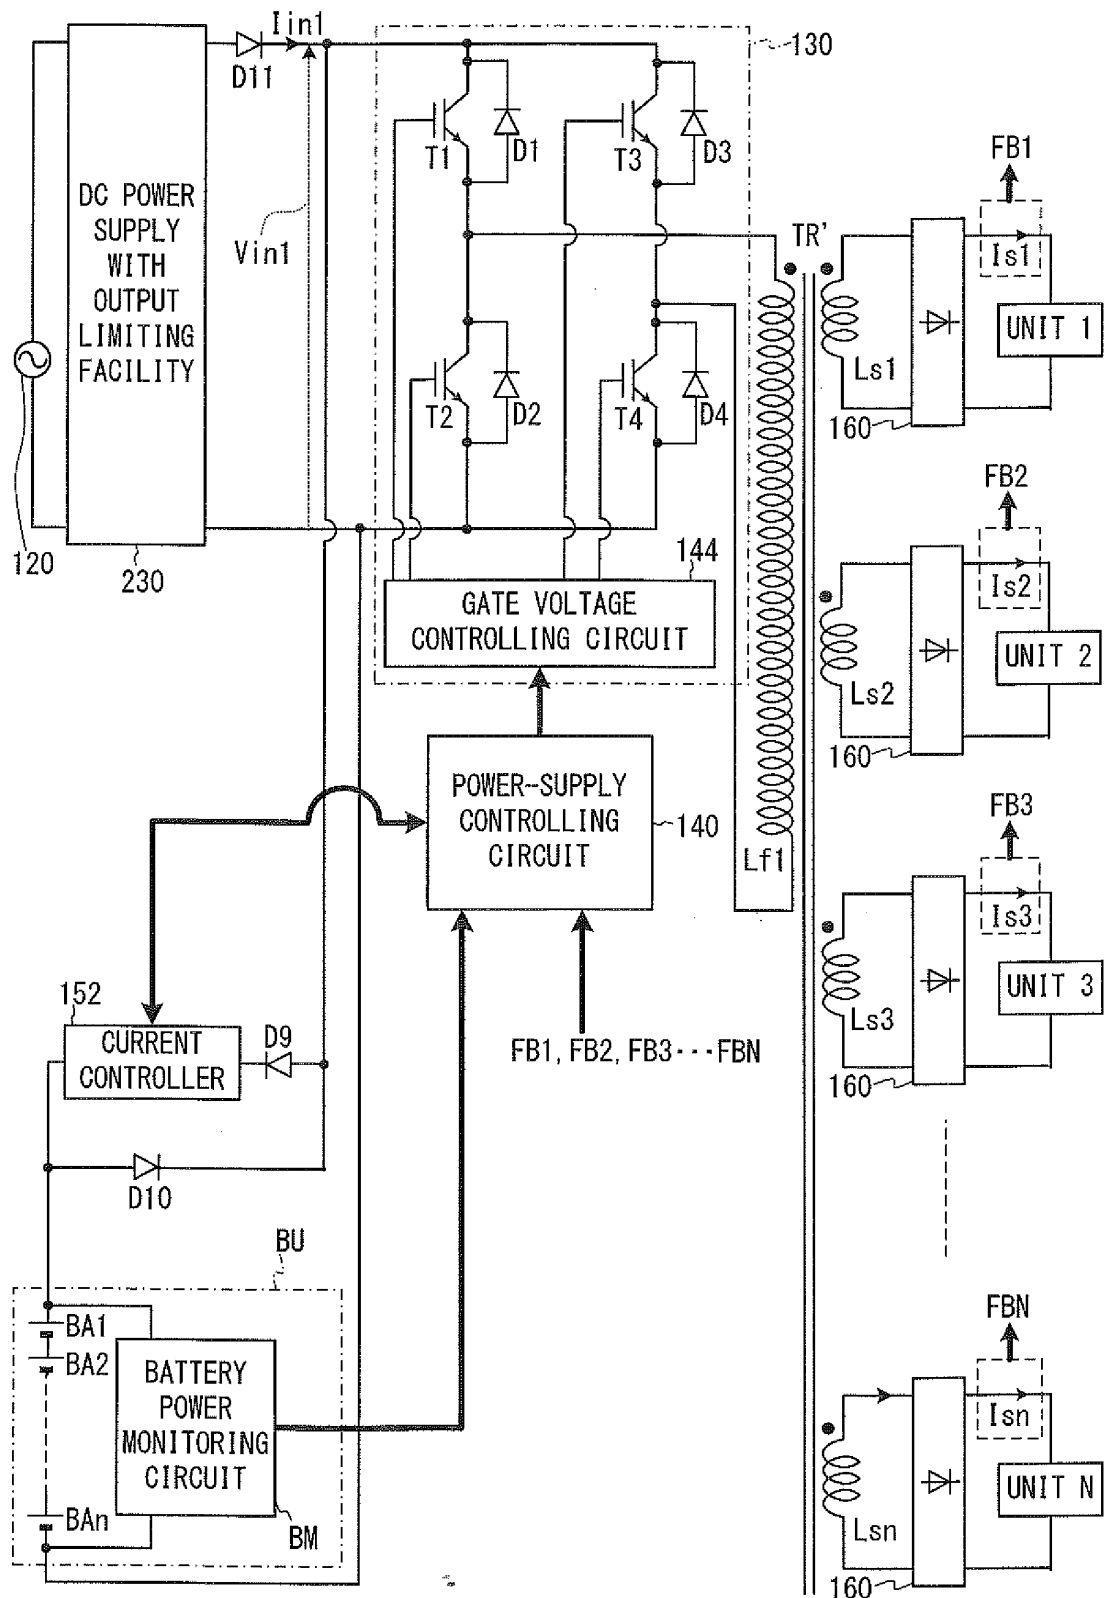 Iin1
D11
130
DC POWER
SUPPLY
WITH
OUTPUT
LIMITING
FACILITY
Vin1
T1
D1
T3
D3
T2
D2
T4
D4
120
230
144
GATE VOLTAGE
CONTROLLING CIRCUIT
POWER-SUPPLY
CONTROLLING
CIRCUIT
140
TR'
Lf1
FB1
Is1
UNIT 1
Ls1
160
FB2
Is2
UNIT 2
Ls2
160
FB3
Is3
UNIT 3
Ls3
160
FB1, FB2, FB3···FBN
152
CURRENT
CONTROLLER
D9
D10
BU
BA1
BA2
BAn
BATTERY
POWER
MONITORING
CIRCUIT
BM
FBN
Isn
UNIT N
Lsn
160